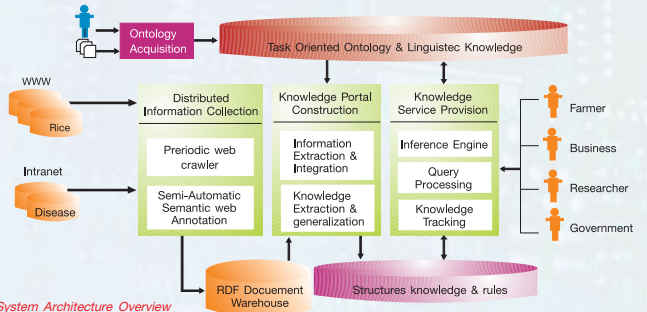 Ontology
Acquisition
Task Oriented Ontology & Linguistec Knowledge
WWW
Rice
Intranet
Disease
Distributed
Information Collection
Preriodic web
crawler
Semi-Automatic
Semantic web
Annotation
Knowledge Portal
Construction
Information
Extraction &
Integration
Knowledge
Extraction &
generalization
Knowledge
Service Provision
Inference Engine
Query
Processing
Knowledge
Tracking
Farmer
Business
Researcher
Government
RDF Docuement
Warehouse
Structures knowledge & rules
System Architecture Overview